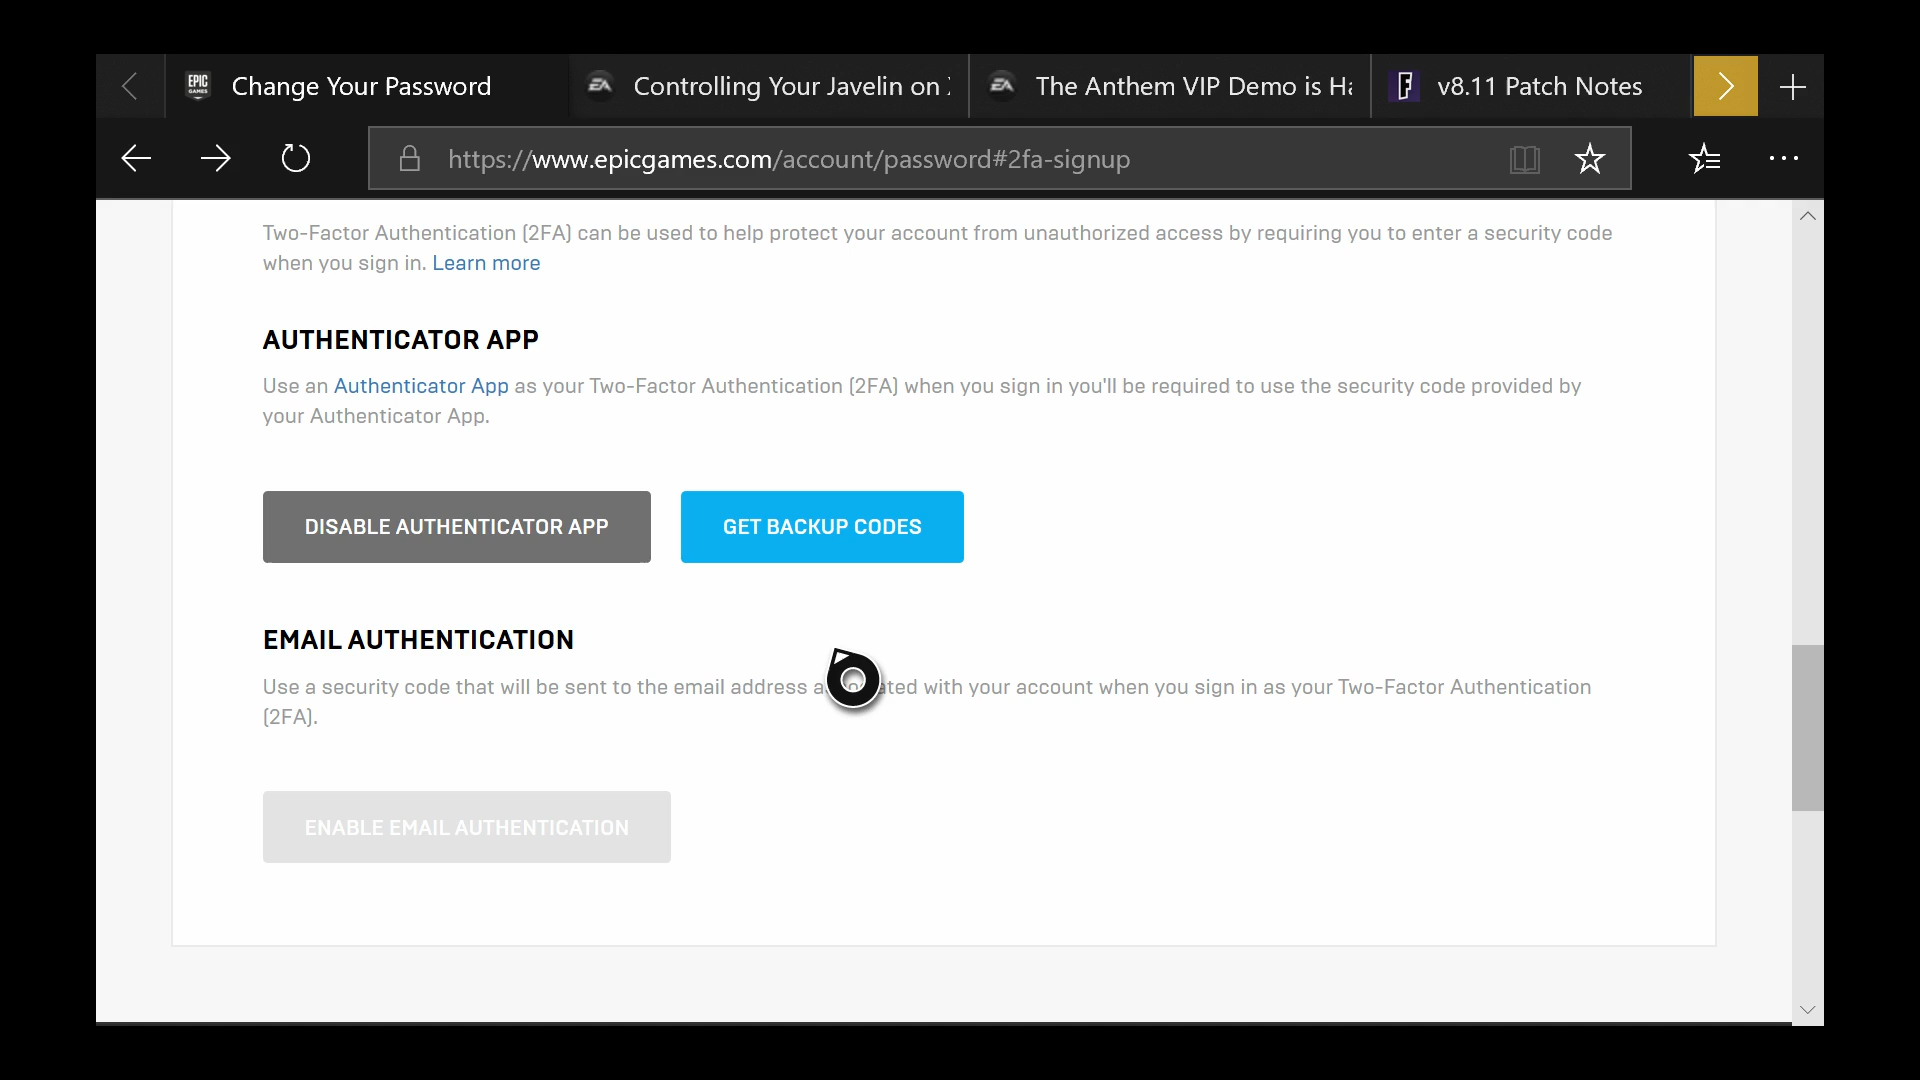 EPIC GAMES Change Your Password
EA Controlling Your Javelin on
EA The Anthem VIP Demo is Ha
F v8.11 Patch Notes
https://www.epicgames.com/account/password#2fa-signup
Two-Factor Authentication (2FA) can be used to help protect your account from unauthorized access by requiring you to enter a security code
when you sign in. Learn more
AUTHENTICATOR APP
Use an Authenticator App as your Two-Factor Authentication (2FA) when you sign in you'll be required to use the security code provided by
your Authenticator App.
DISABLE AUTHENTICATOR APP
GET BACKUP CODES
EMAIL AUTHENTICATION
Use a security code that will be sent to the email address a ated with your account when you sign in as your Two-Factor Authentication
(2FA).
ENABLE EMAIL AUTHENTICATION